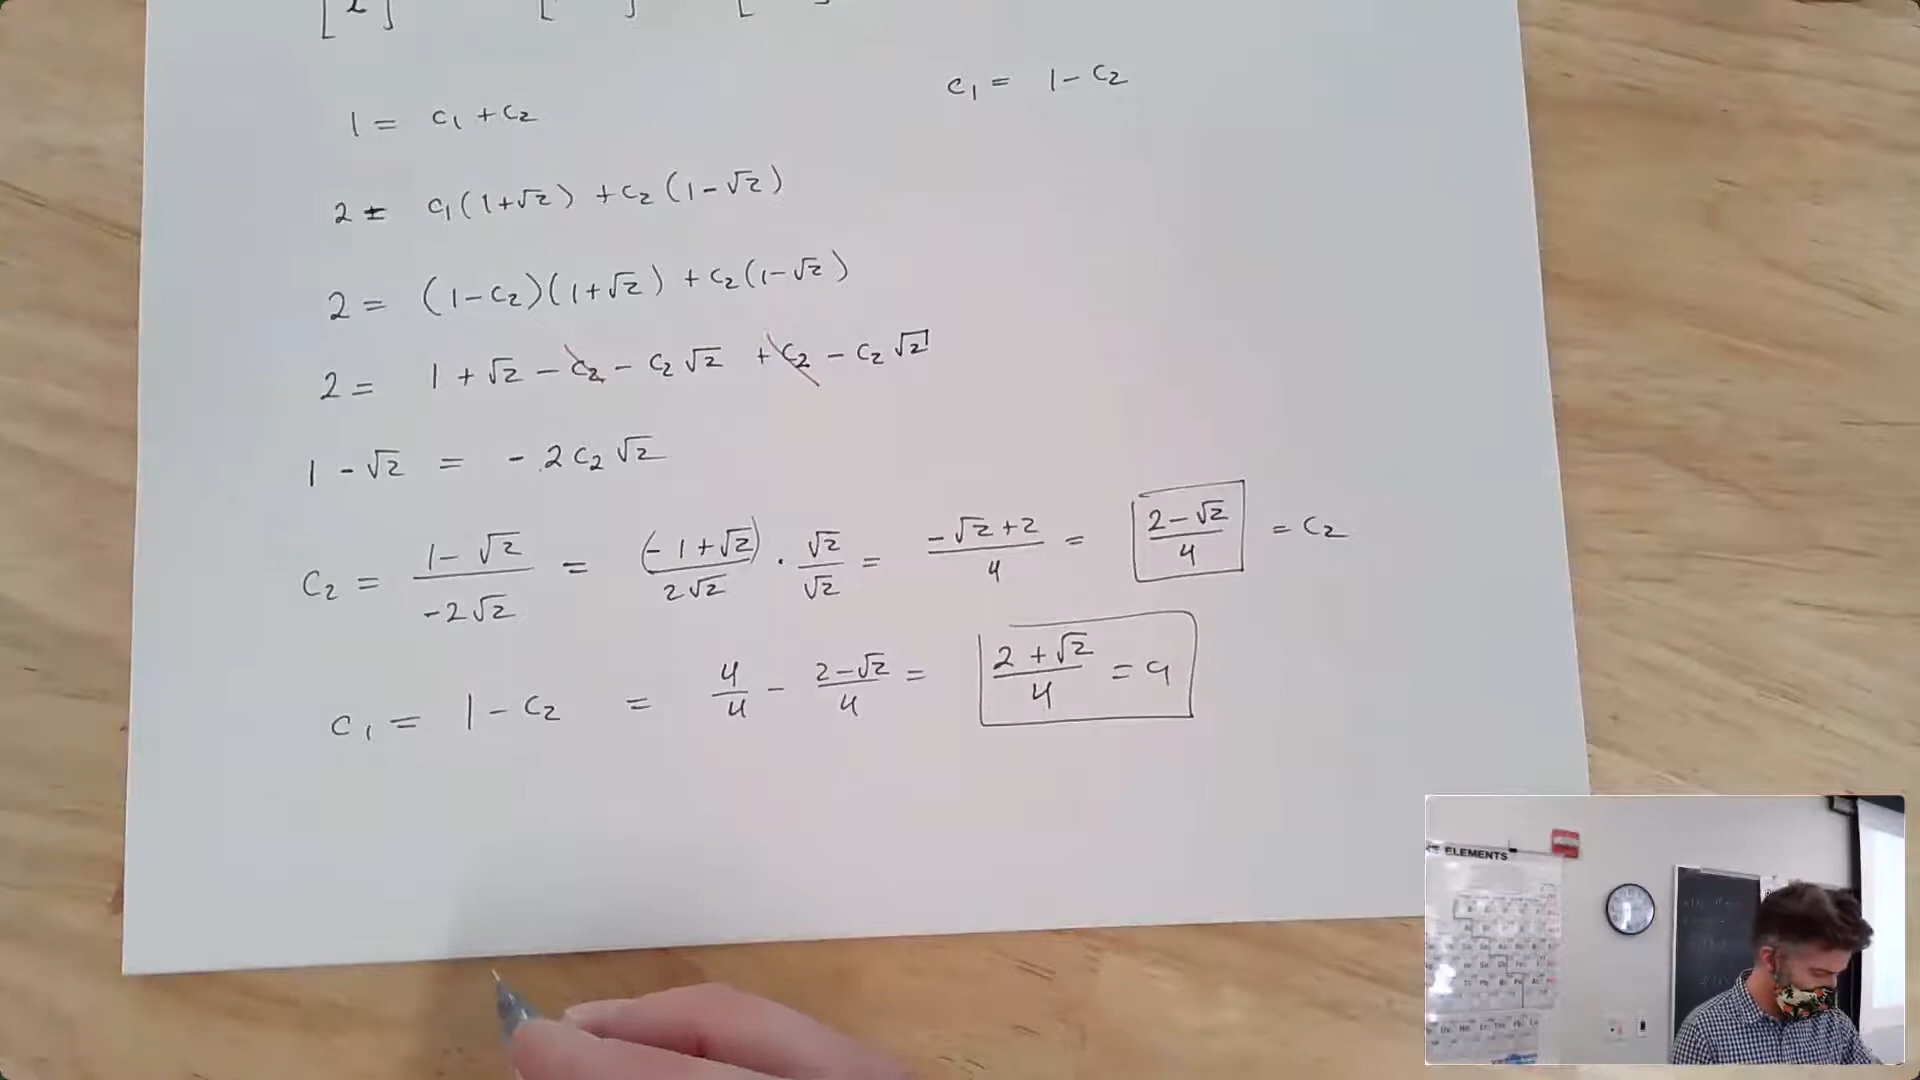 [2]
c₁ = 1 - c₂
1 = c₁ + c₂
2 = c₁(1+√2) + c₂(1-√2)
2 = (1-c₂)(1+√2) + c₂(1-√2)
2 = 1 + √2 - c₂ - c₂√2 + c₂ - c₂√2
1 - √2 = - 2c₂√2
c₂ = (1-√2)/(-2√2) = (-1+√2)/(2√2) · √2/√2 = (-√2+2)/4 = (2-√2)/4 = c₂
c₁ = 1 - c₂ = 4/4 - (2-√2)/4 = (2+√2)/4 = c₁
ELEMENTS